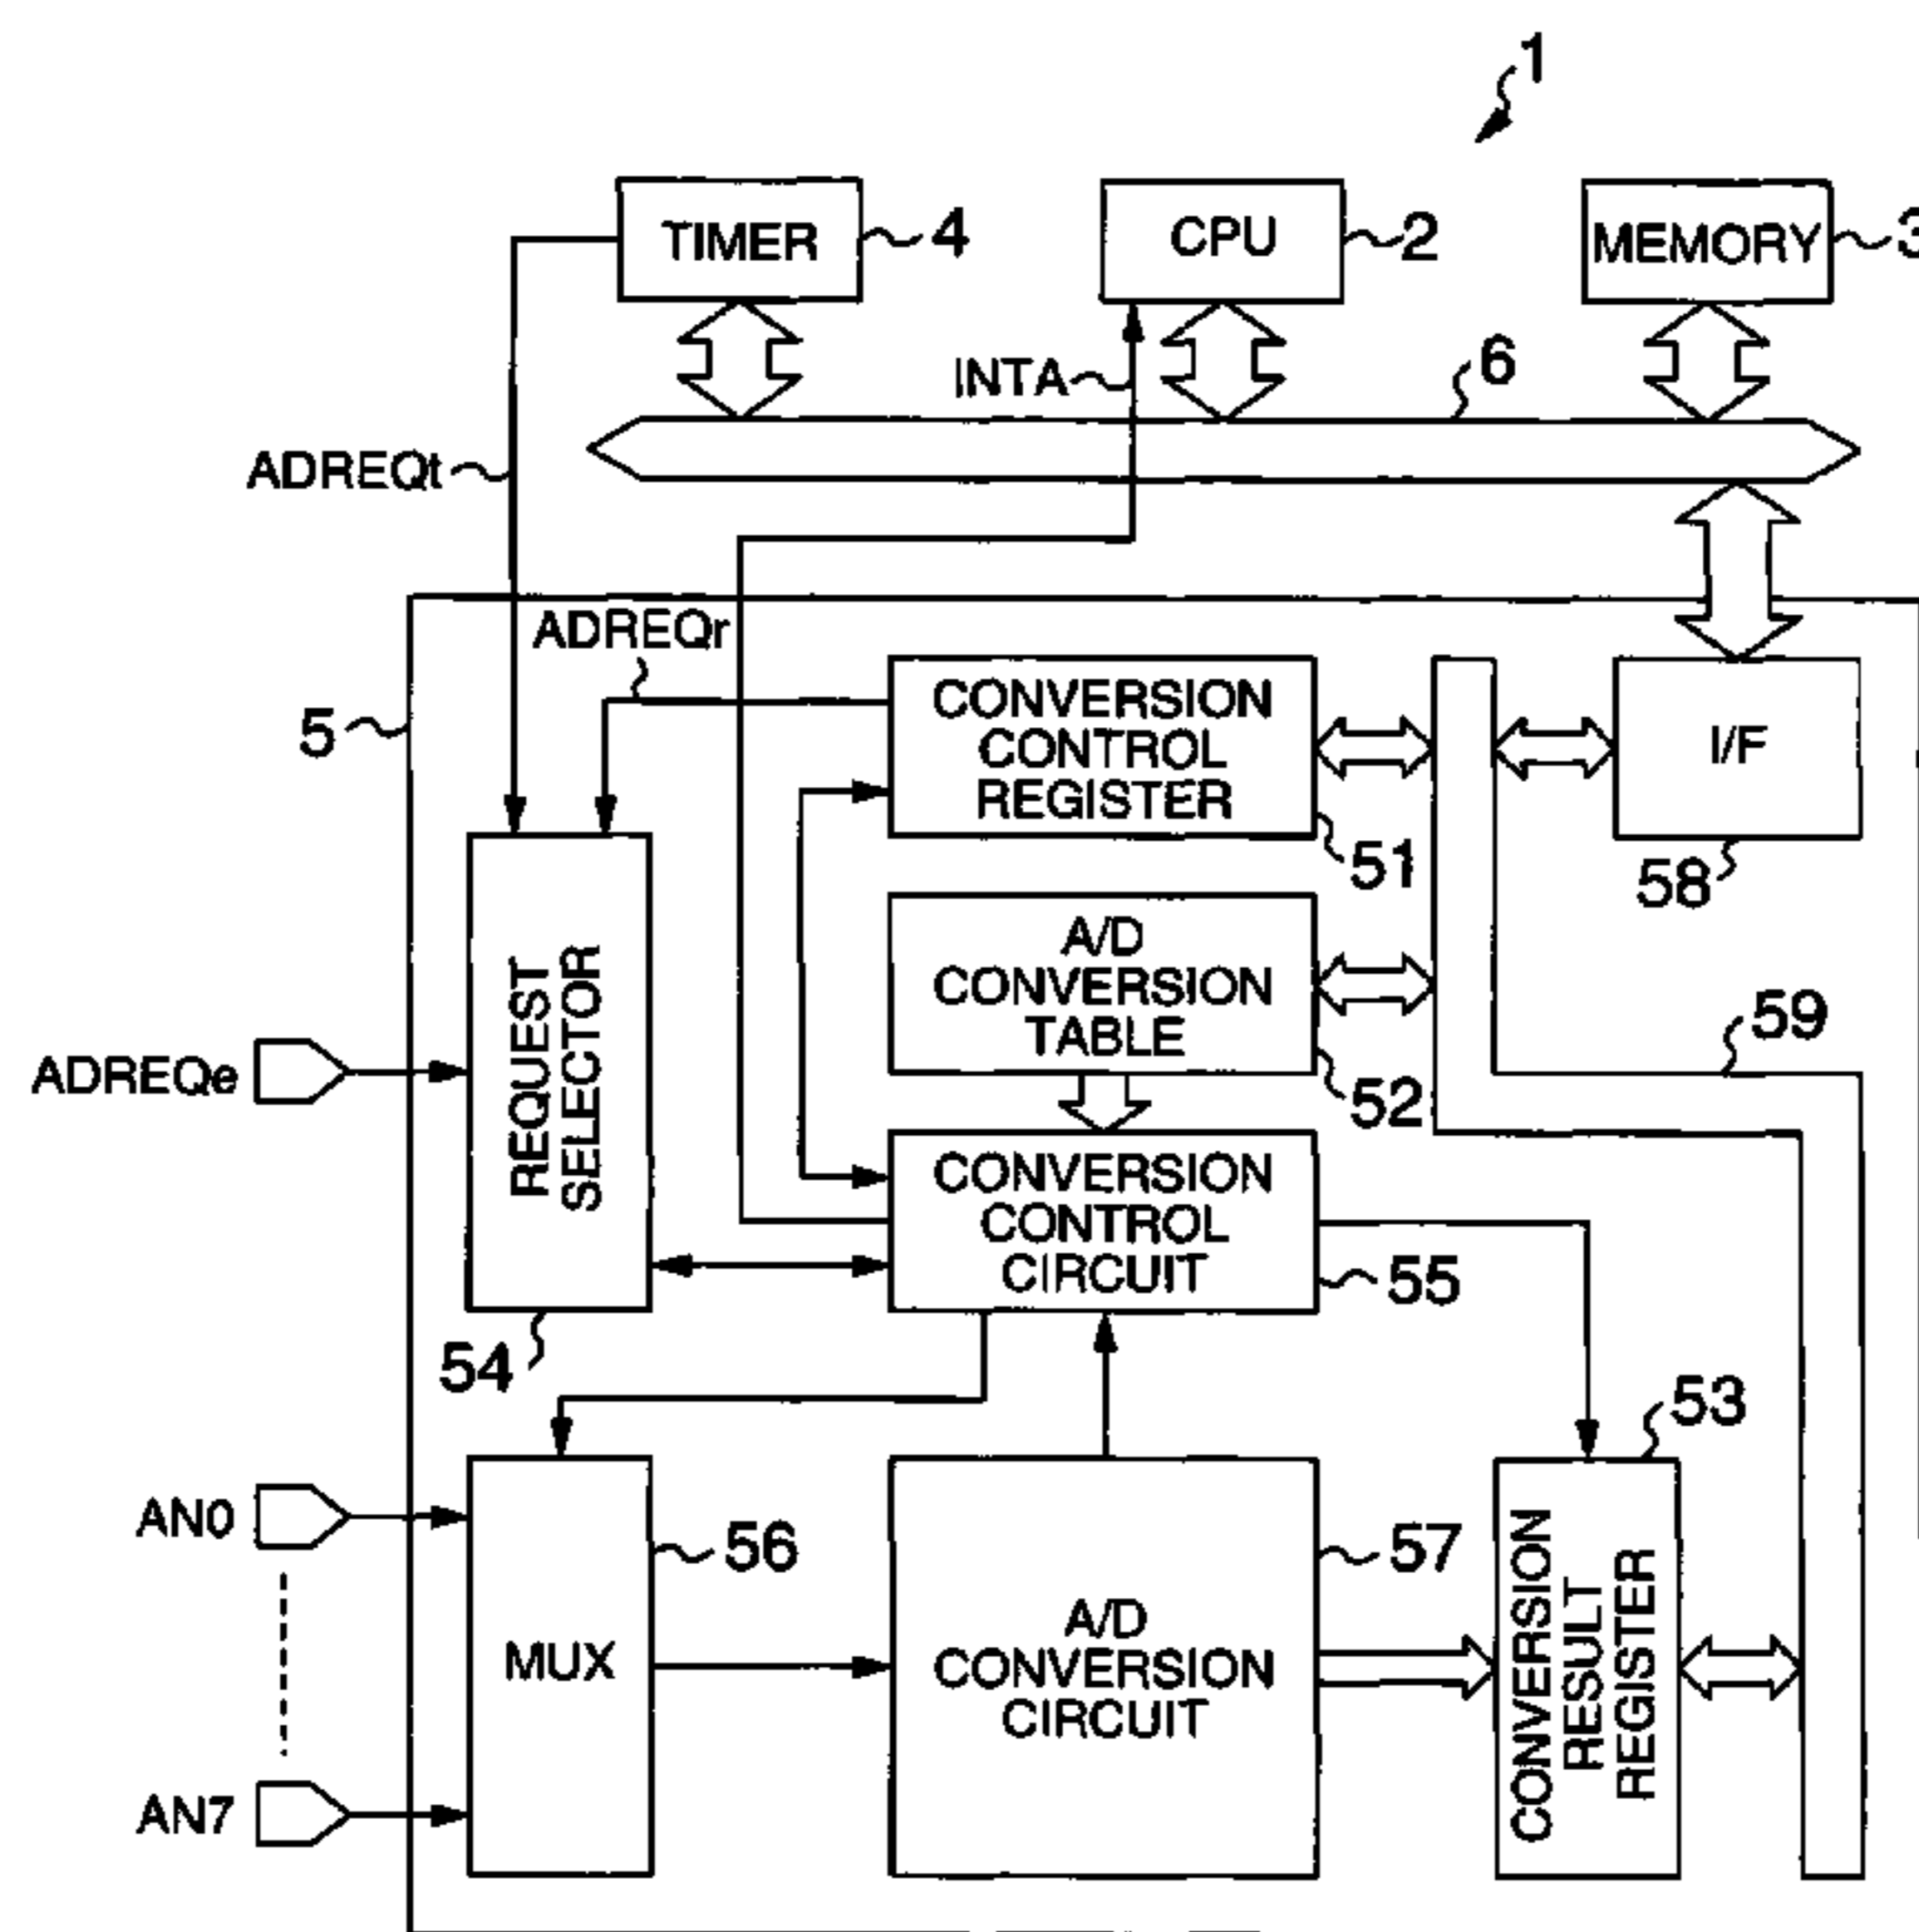 1
TIMER
4
CPU
2
MEMORY
3
INTA
6
ADREQt
ADREQr
5
CONVERSION
CONTROL
REGISTER
51
I/F
58
A/D
CONVERSION
TABLE
52
59
REQUEST
SELECTOR
54
ADREQe
CONVERSION
CONTROL
CIRCUIT
55
53
AN0
56
57
MUX
A/D
CONVERSION
CIRCUIT
CONVERSION
RESULT
REGISTER
AN7